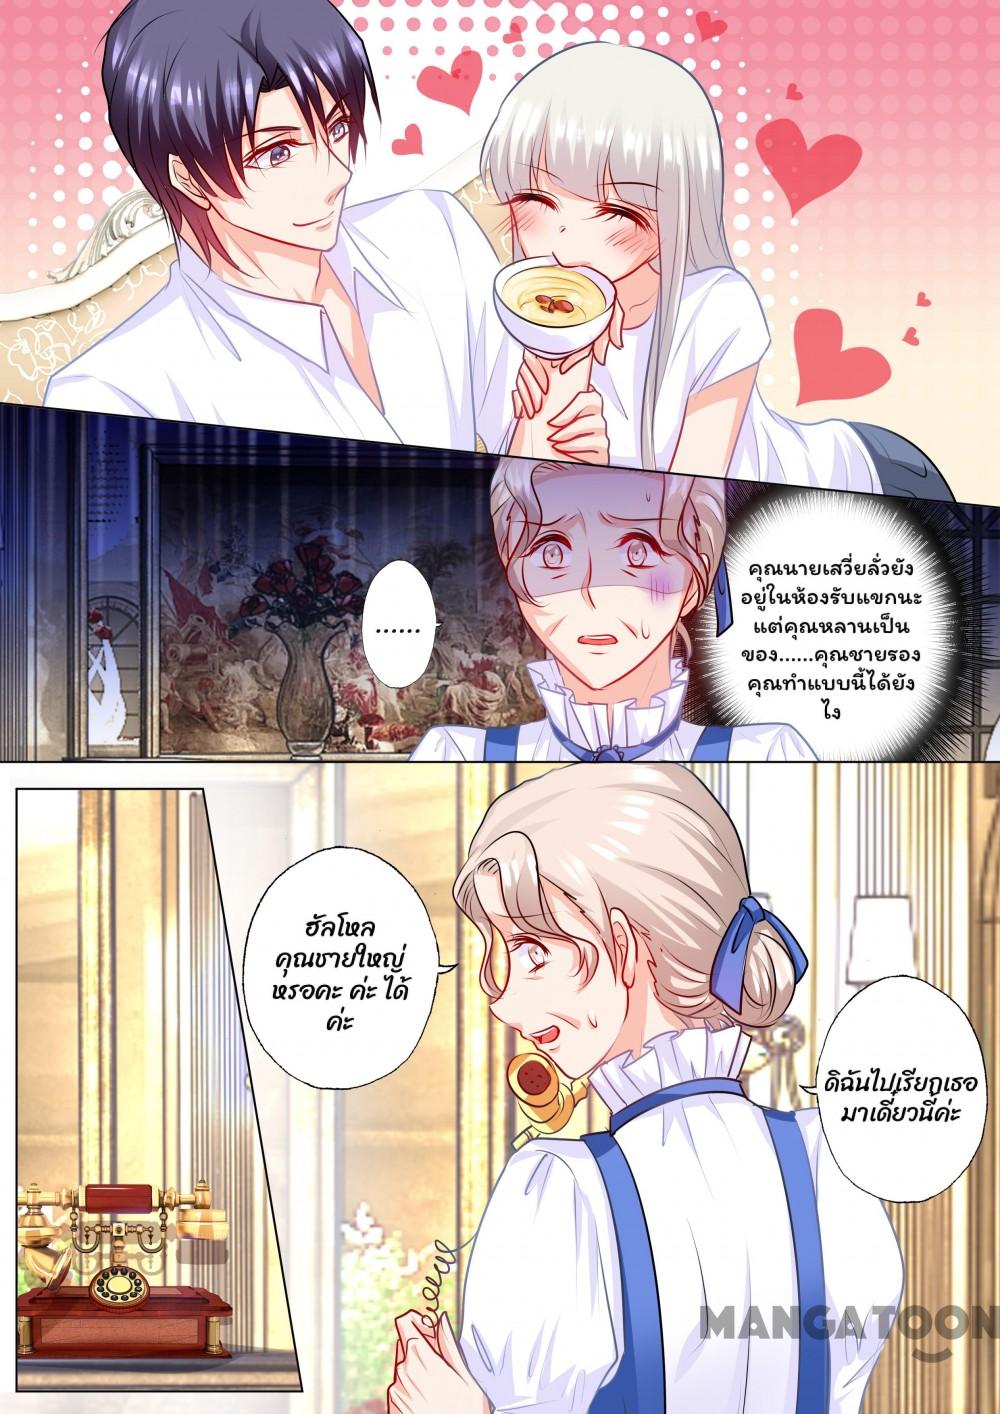 คุณนายเสวี่ยลั่วยัง
อยู่ในห้องรับแขกนะ
แต่คุณหลานเป็น
ของ......คุณชายรอง
คุณทำแบบนี้ได้ยัง
ไง
......
ฮัลโหล
คุณชายใหญ่
หรอคะ ค่ะ ได้
ค่ะ
ดิฉันไปเรียกเธอ
มาเดี๋ยวนี้ค่ะ
MANGATOON